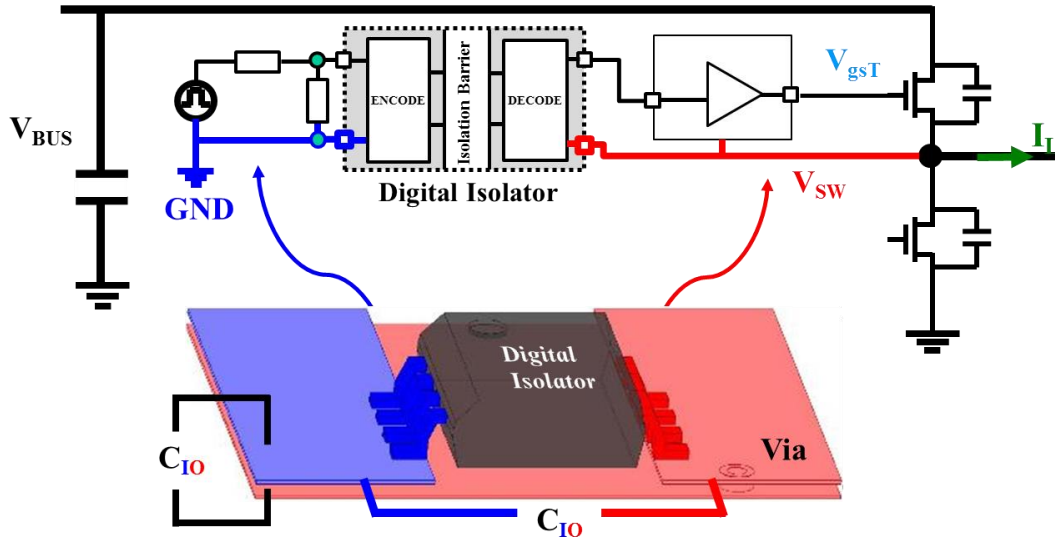 V_BUS
GND
ENCODE
Isolation Barrier
DECODE
Digital Isolator
V_gsT
I_L
V_SW
Digital
Isolator
Via
C_IO
C_IO